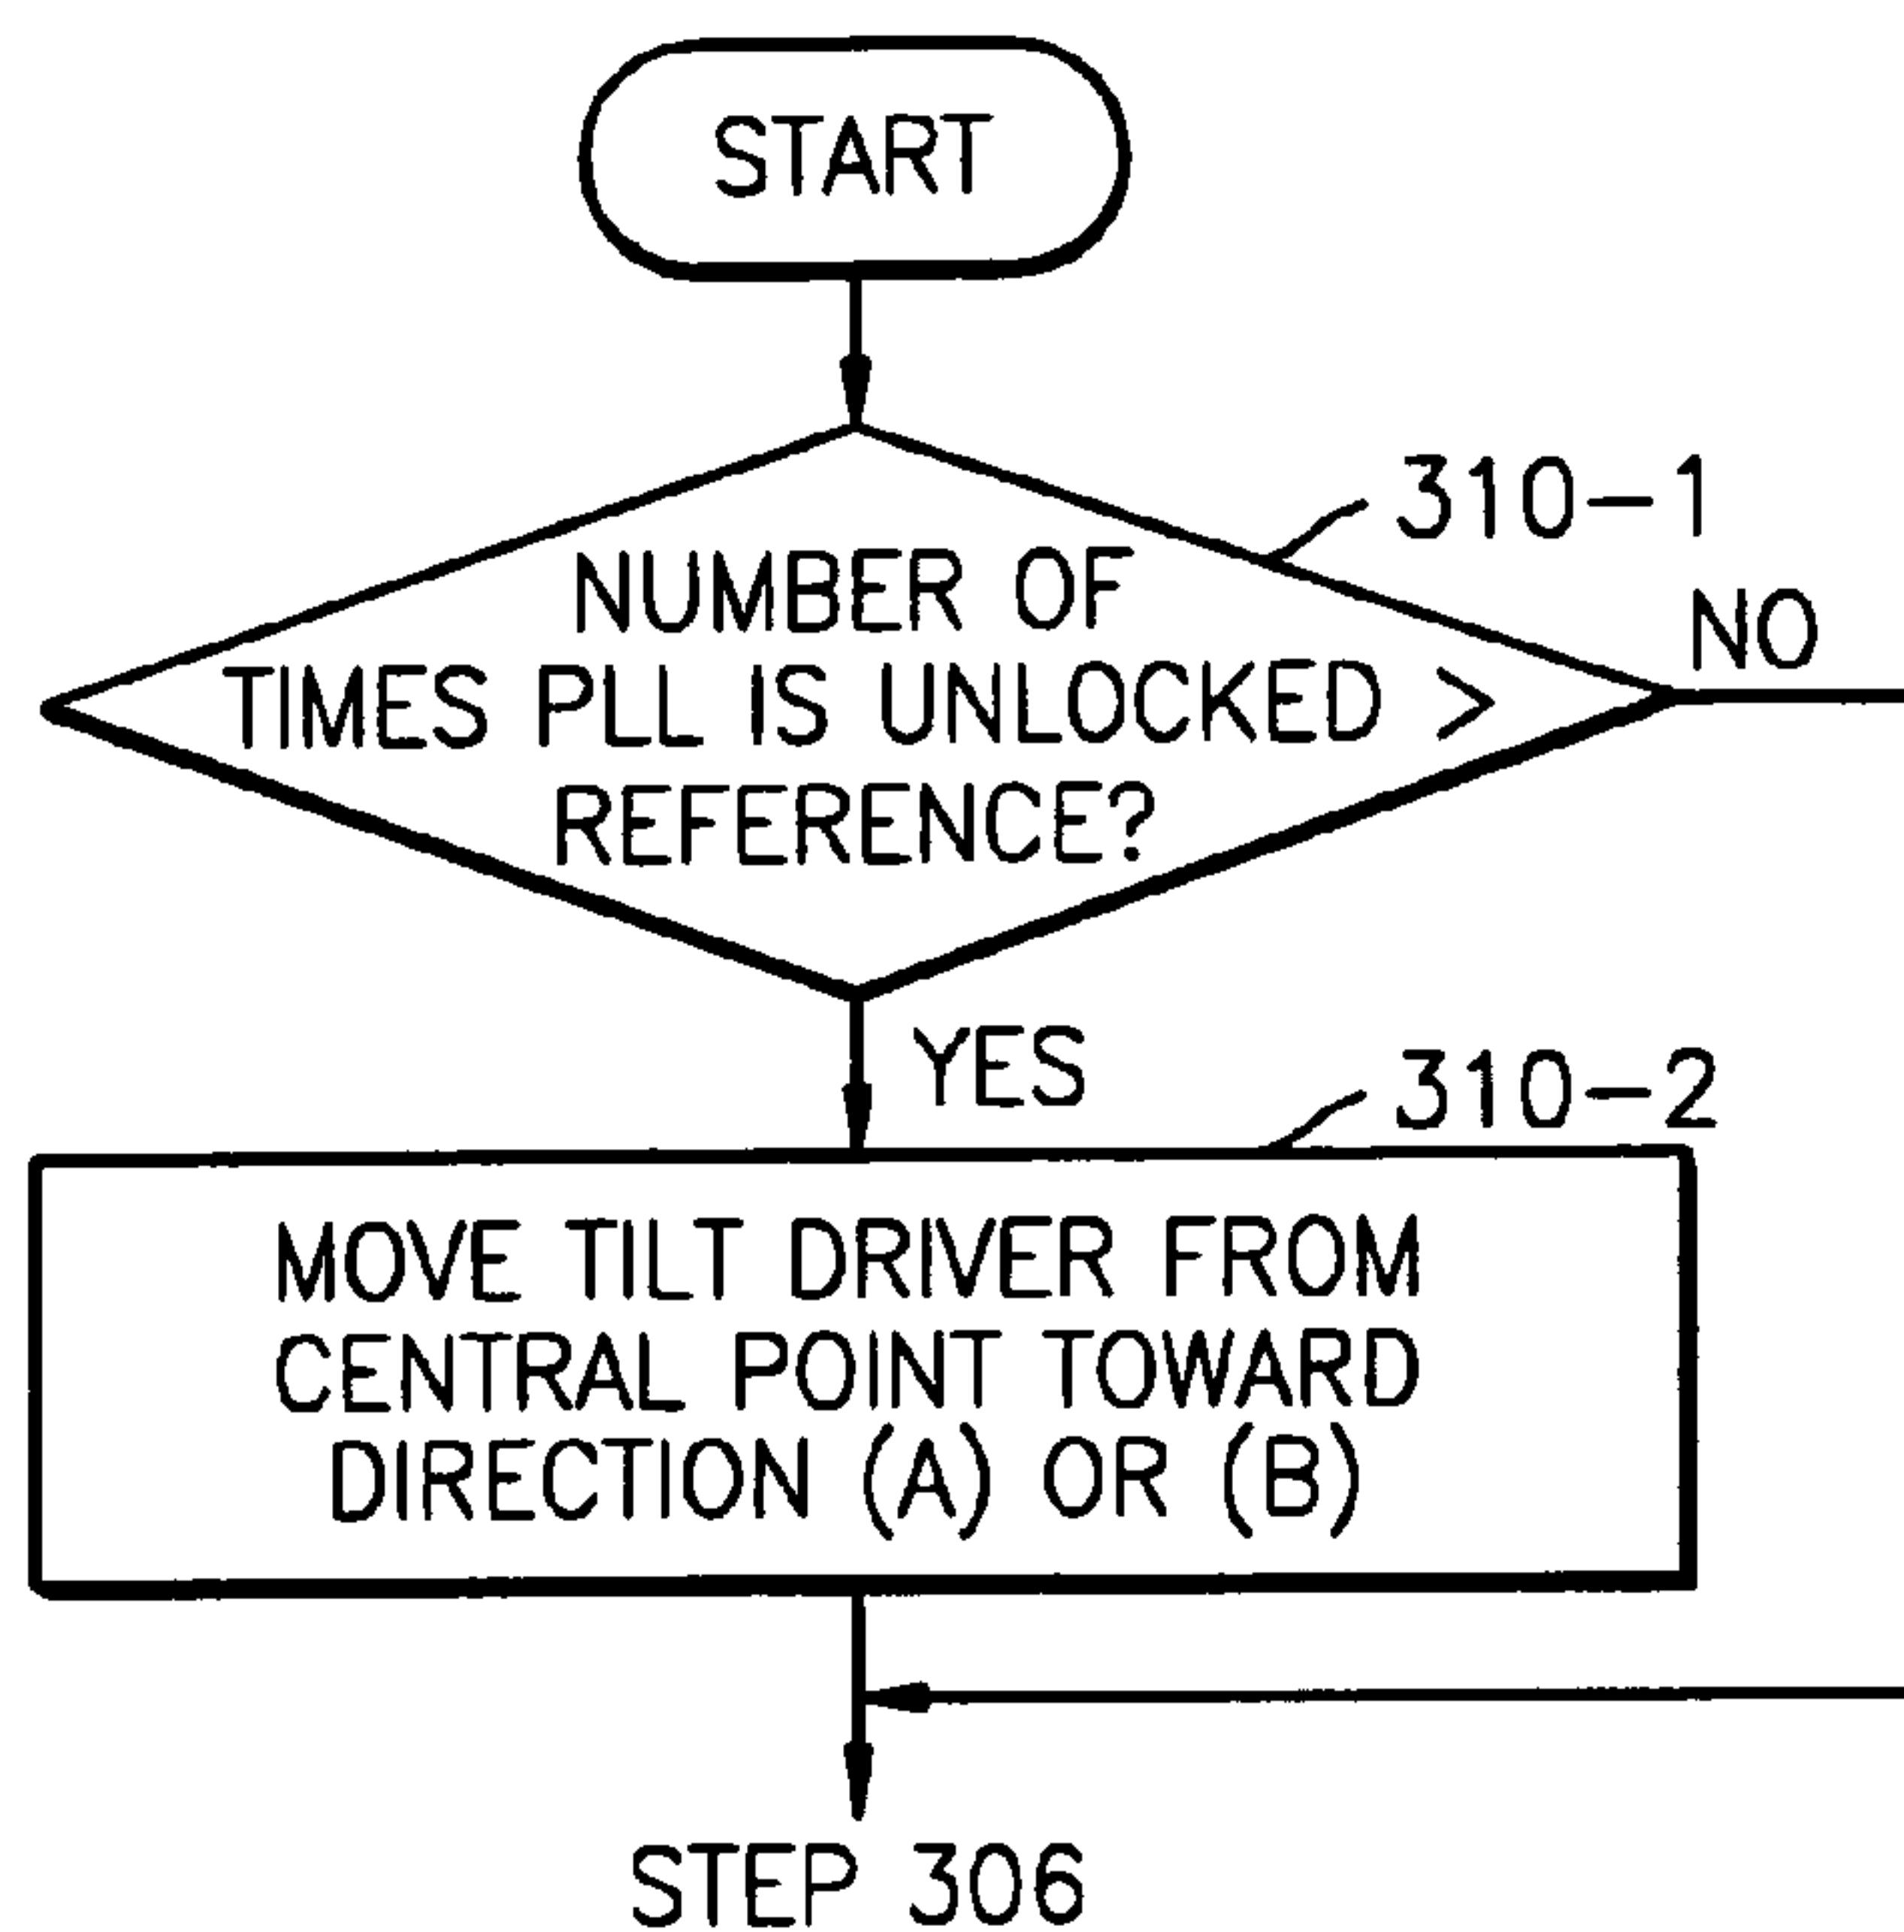 START
310-1
NUMBER OF
TIMES PLL IS UNLOCKED >
REFERENCE?
NO
YES
310-2
MOVE TILT DRIVER FROM
CENTRAL POINT TOWARD
DIRECTION (A) OR (B)
STEP 306